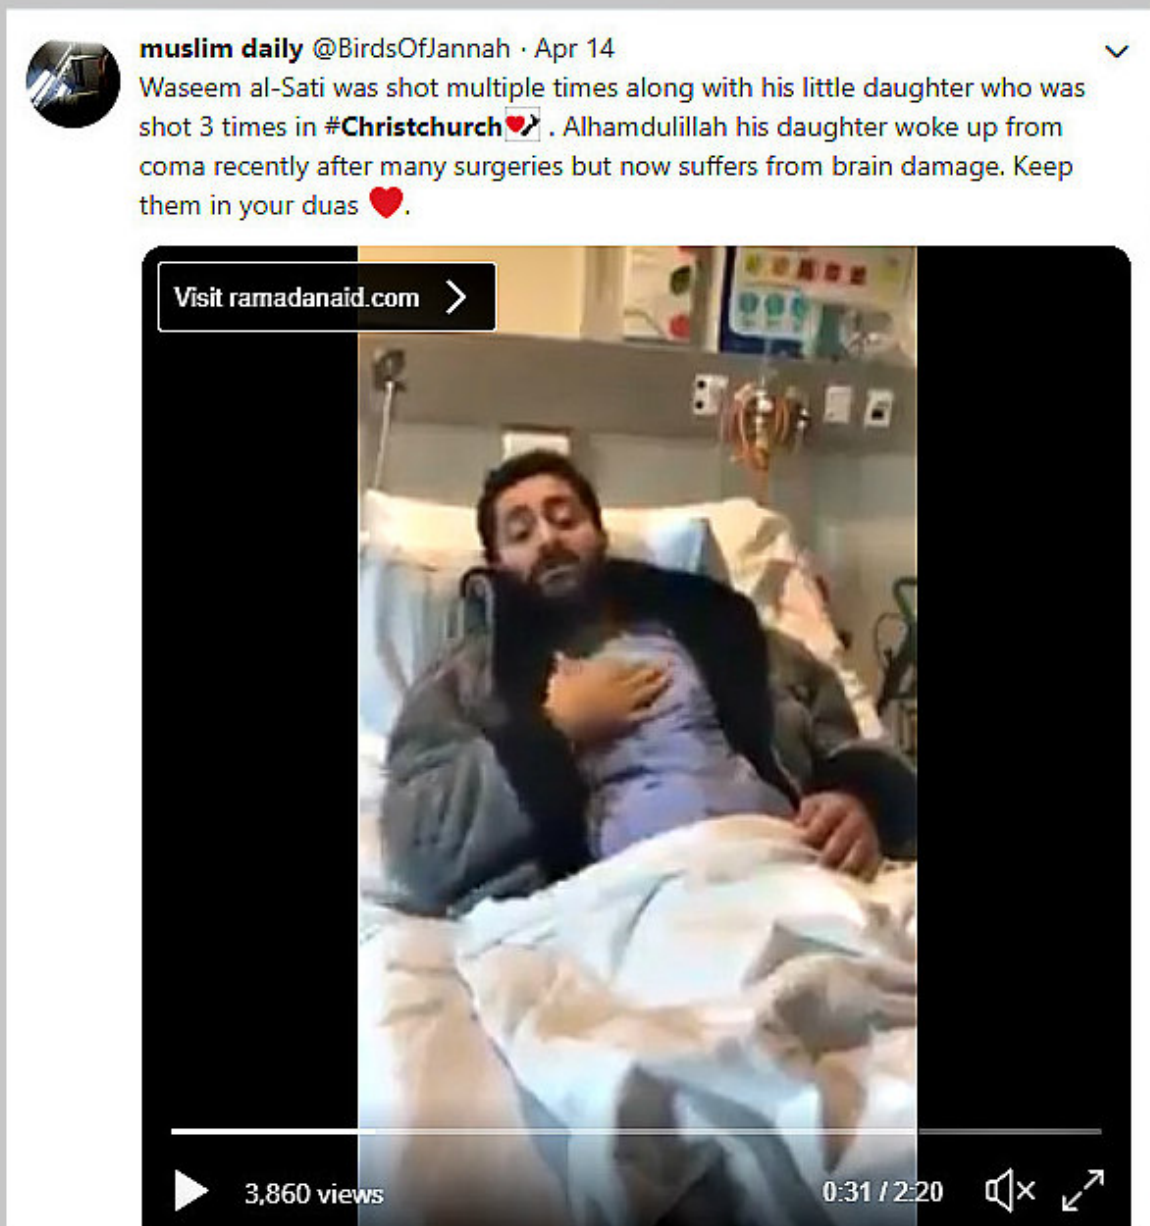 muslim daily @BirdsOfJannah · Apr 14
Waseem al-Sati was shot multiple times along with his little daughter who was
shot 3 times in #Christchurch . Alhamdulillah his daughter woke up from
coma recently after many surgeries but now suffers from brain damage. Keep
them in your duas ❤.
Visit ramadanaid.com
3,860 views
0:31 / 2:20